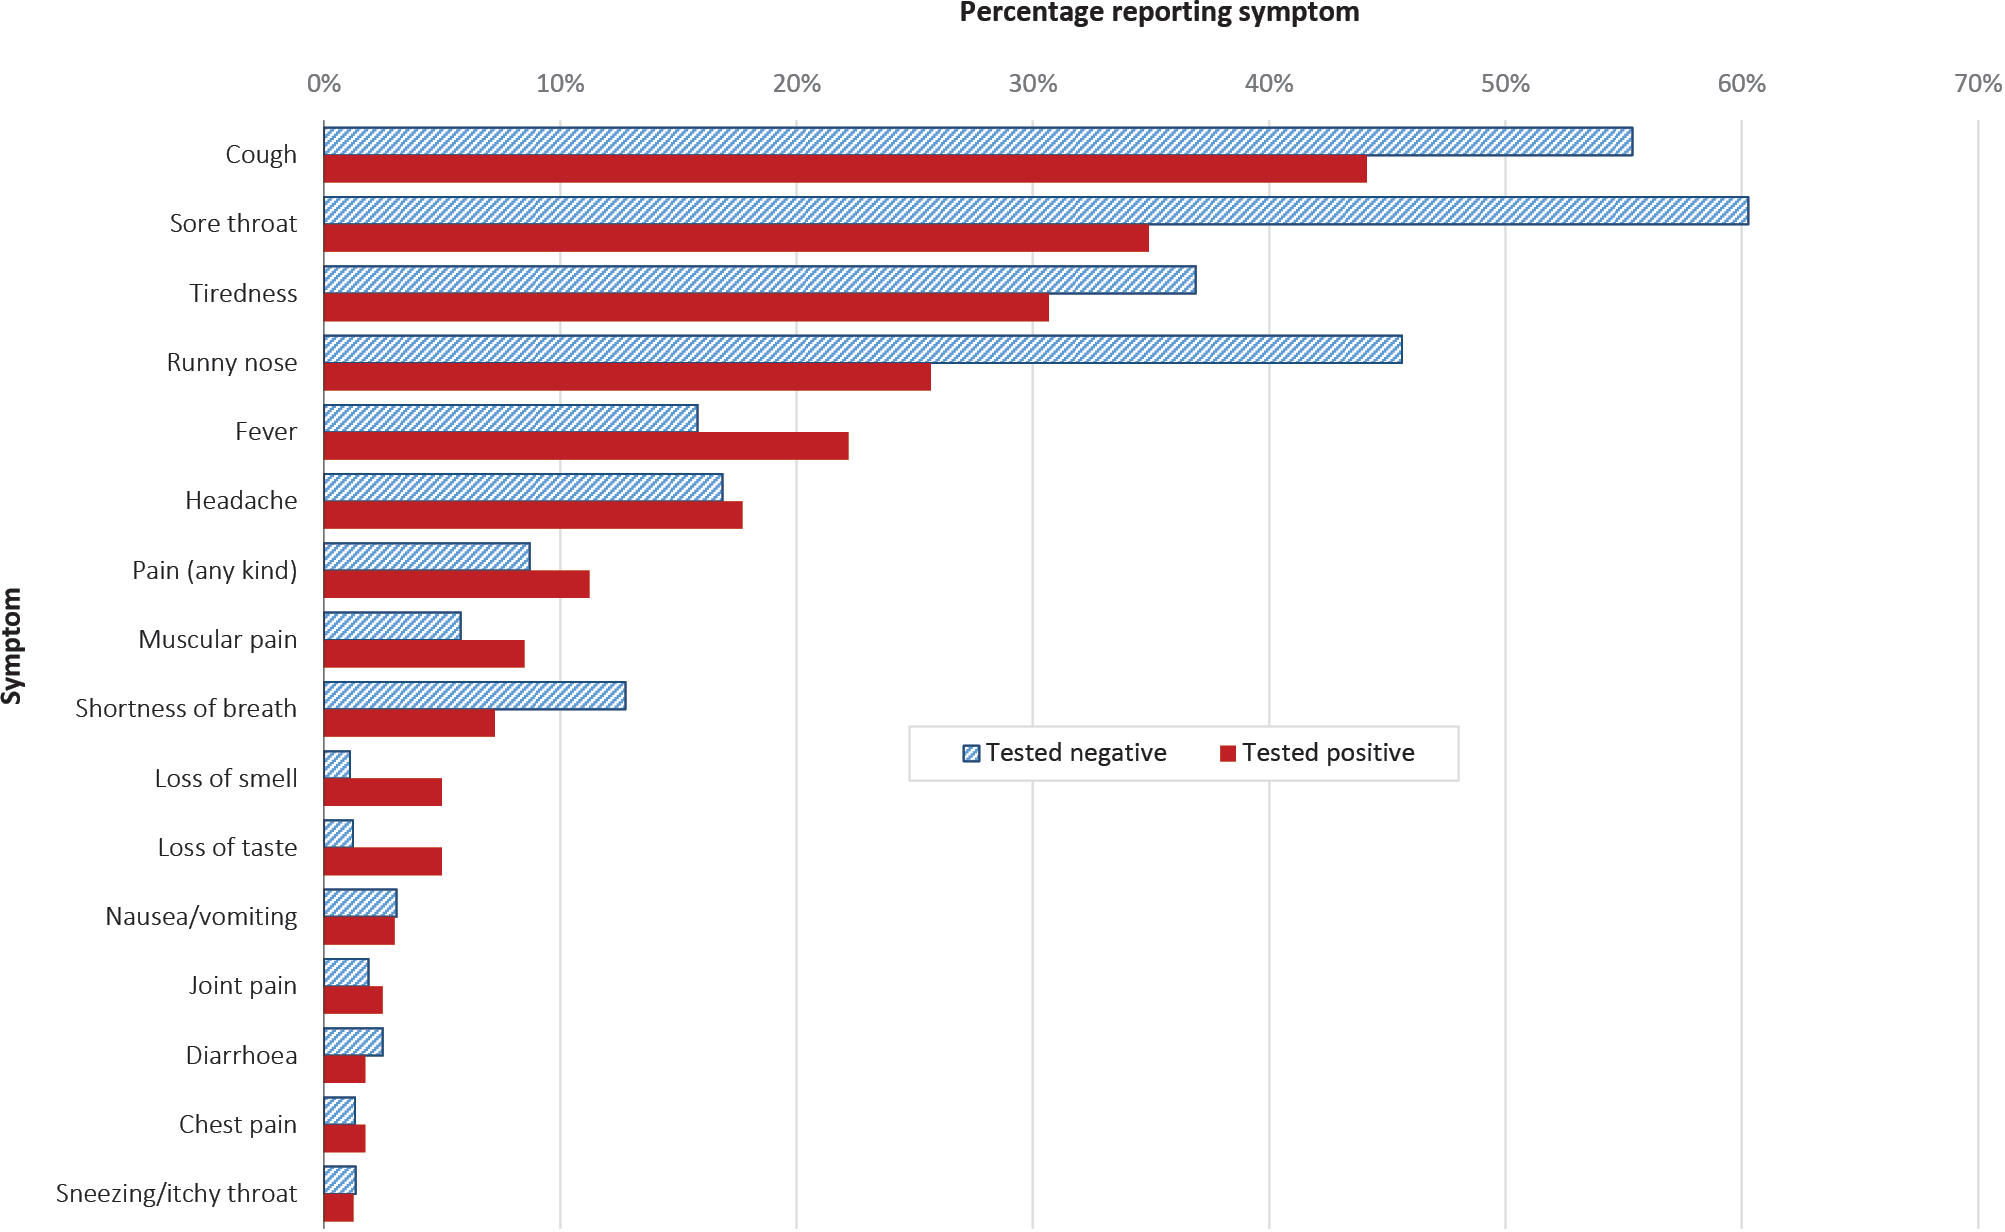 Percentage reporting symptom
0% 10% 20% 30% 40% 50% 60% 70%
Cough
Sore throat
Tiredness
Runny nose
Fever
Headache
Pain (any kind)
Muscular pain
Shortness of breath
Loss of smell
Loss of taste
Nausea/vomiting
Joint pain
Diarrhoea
Chest pain
Sneezing/itchy throat
Symptom
Tested negative Tested positive